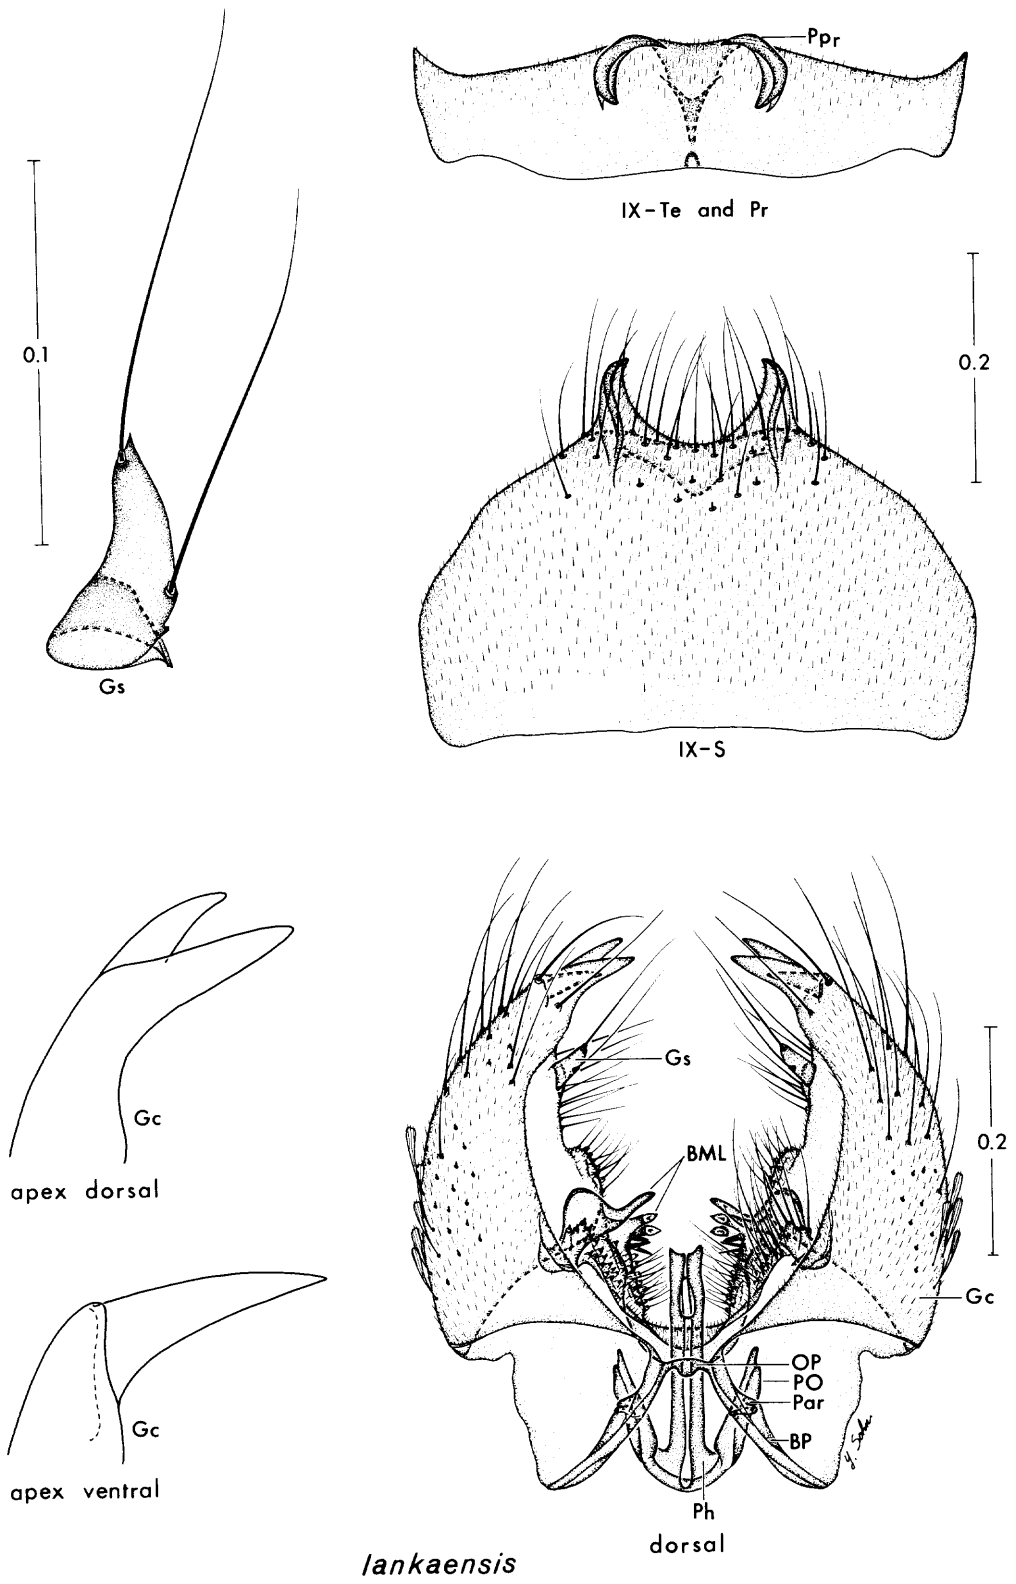 Ppr
IX-Te and Pr
0.1
0.2
Gs
IX-S
Gs
BML
Gc
apex dorsal
0.2
Gc
OP
PO
Par
BP
Gc
apex ventral
Ph
dorsal
lankaensis